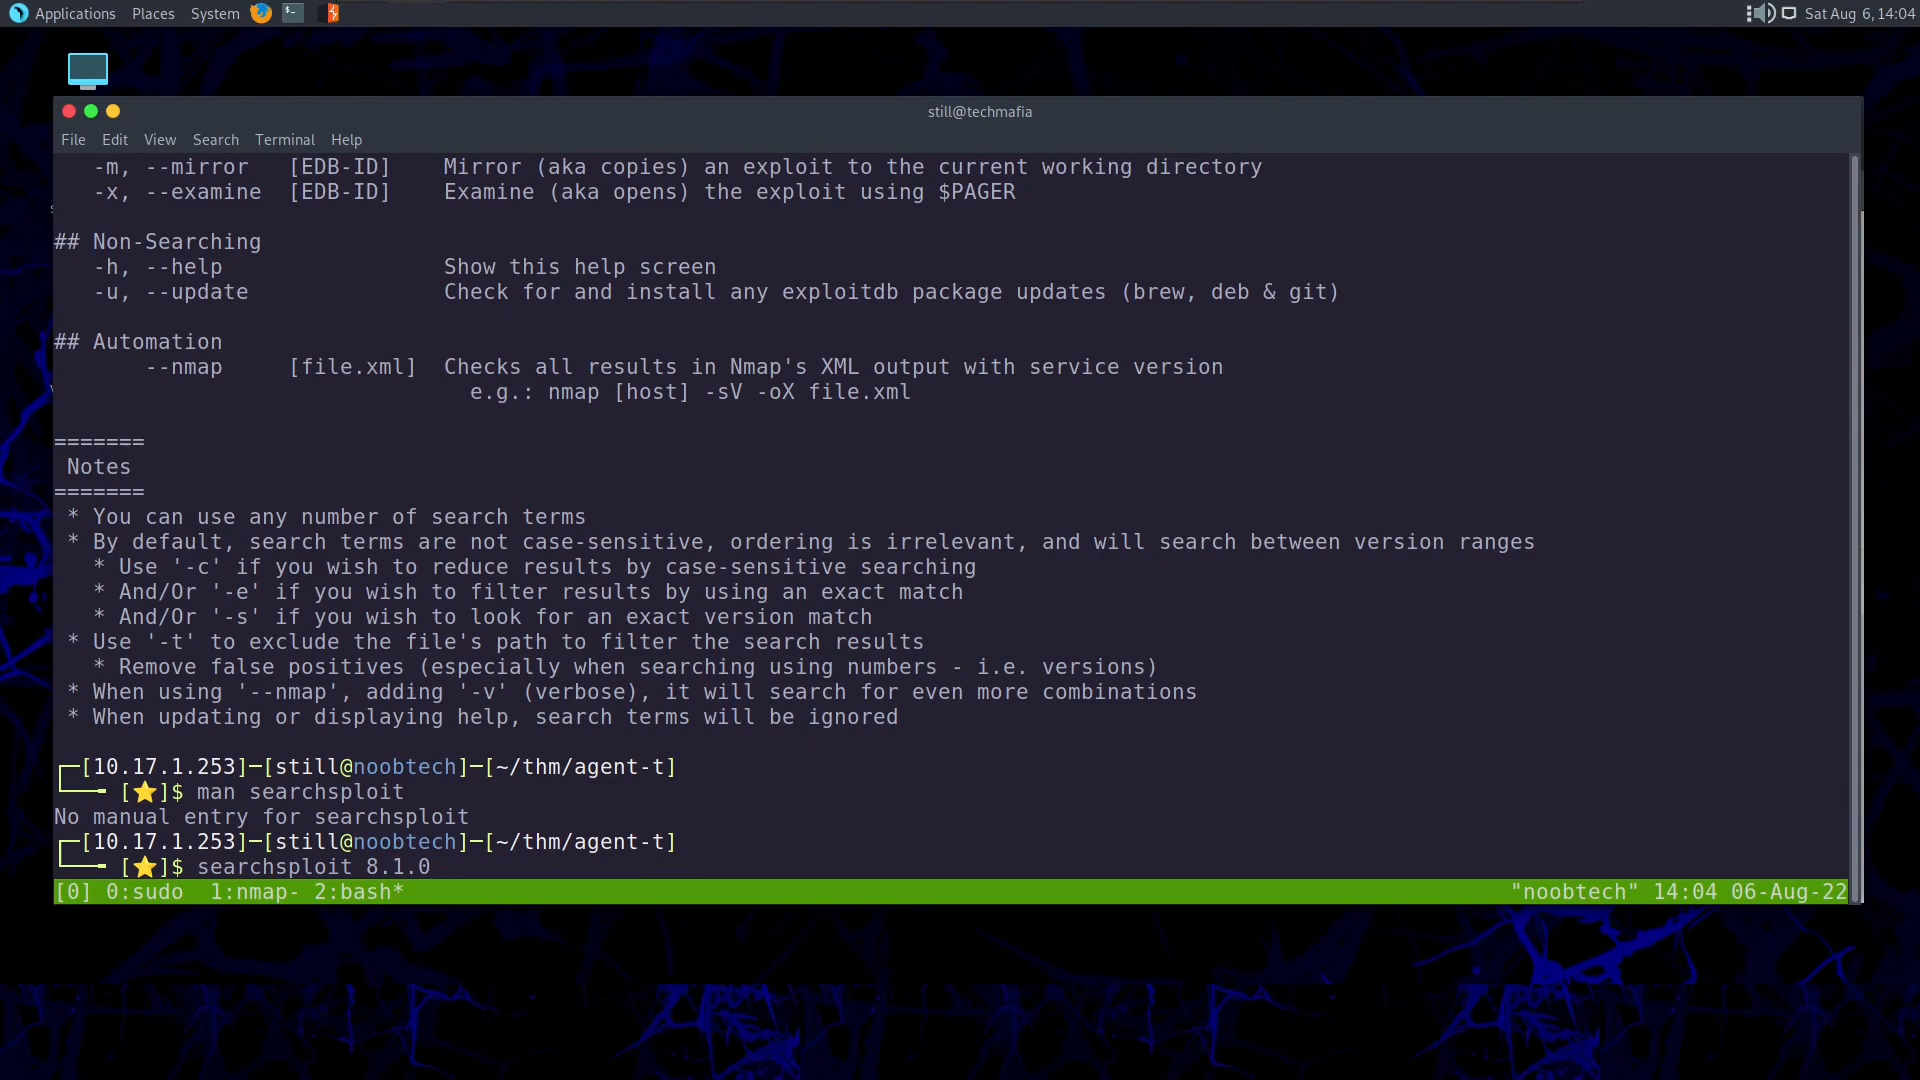 Applications Places System Sat Aug 6, 14:04
still@techmafia
File Edit View Search Terminal Help
-m, --mirror [EDB-ID] Mirror (aka copies) an exploit to the current working directory
-x, --examine [EDB-ID] Examine (aka opens) the exploit using $PAGER
## Non-Searching
-h, --help Show this help screen
-u, --update Check for and install any exploitdb package updates (brew, deb & git)
## Automation
--nmap [file.xml] Checks all results in Nmap's XML output with service version
e.g.: nmap [host] -sV -oX file.xml
=======
Notes
=======
* You can use any number of search terms
* By default, search terms are not case-sensitive, ordering is irrelevant, and will search between version ranges
* Use '-c' if you wish to reduce results by case-sensitive searching
* And/Or '-e' if you wish to filter results by using an exact match
* And/Or '-s' if you wish to look for an exact version match
* Use '-t' to exclude the file's path to filter the search results
* Remove false positives (especially when searching using numbers - i.e. versions)
* When using '--nmap', adding '-v' (verbose), it will search for even more combinations
* When updating or displaying help, search terms will be ignored
┌─[10.17.1.253]─[still@noobtech]─[~/thm/agent-t]
└──╼ [⭐]$ man searchsploit
No manual entry for searchsploit
┌─[10.17.1.253]─[still@noobtech]─[~/thm/agent-t]
└──╼ [⭐]$ searchsploit 8.1.0
[0] 0:sudo 1:nmap- 2:bash* "noobtech" 14:04 06-Aug-22